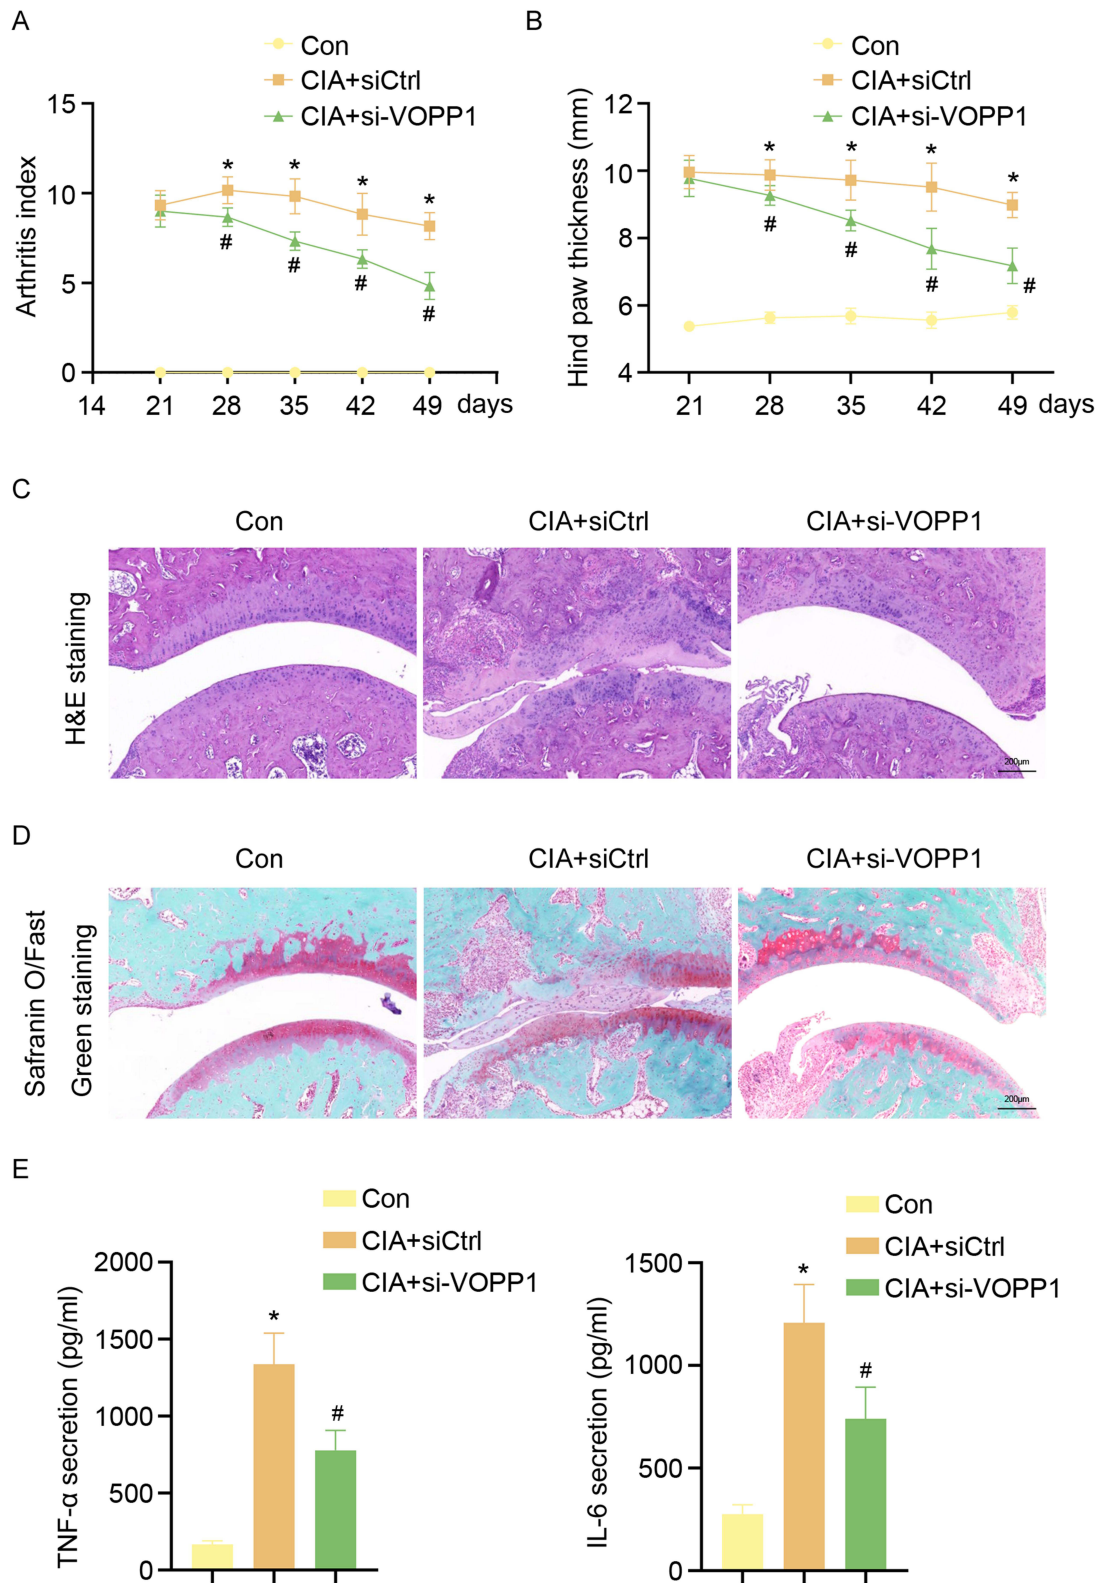 A
Con
CIA+siCtrl
CIA+si-VOPP1
15
10
5
0
Arthritis index
* * * *
# # # #
14 21 28 35 42 49 days
B
Con
CIA+siCtrl
CIA+si-VOPP1
12
10
8
6
4
Hind paw thickness (mm)
* * * *
# # # #
21 28 35 42 49 days
C
Con CIA+siCtrl CIA+si-VOPP1
H&E staining
200μm
D
Con CIA+siCtrl CIA+si-VOPP1
Safranin O/Fast
Green staining
200μm
E
Con
CIA+siCtrl
CIA+si-VOPP1
2000
1500
1000
500
0
TNF-α secretion (pg/ml)
*
#
Con
CIA+siCtrl
CIA+si-VOPP1
1500
1000
500
0
IL-6 secretion (pg/ml)
*
#